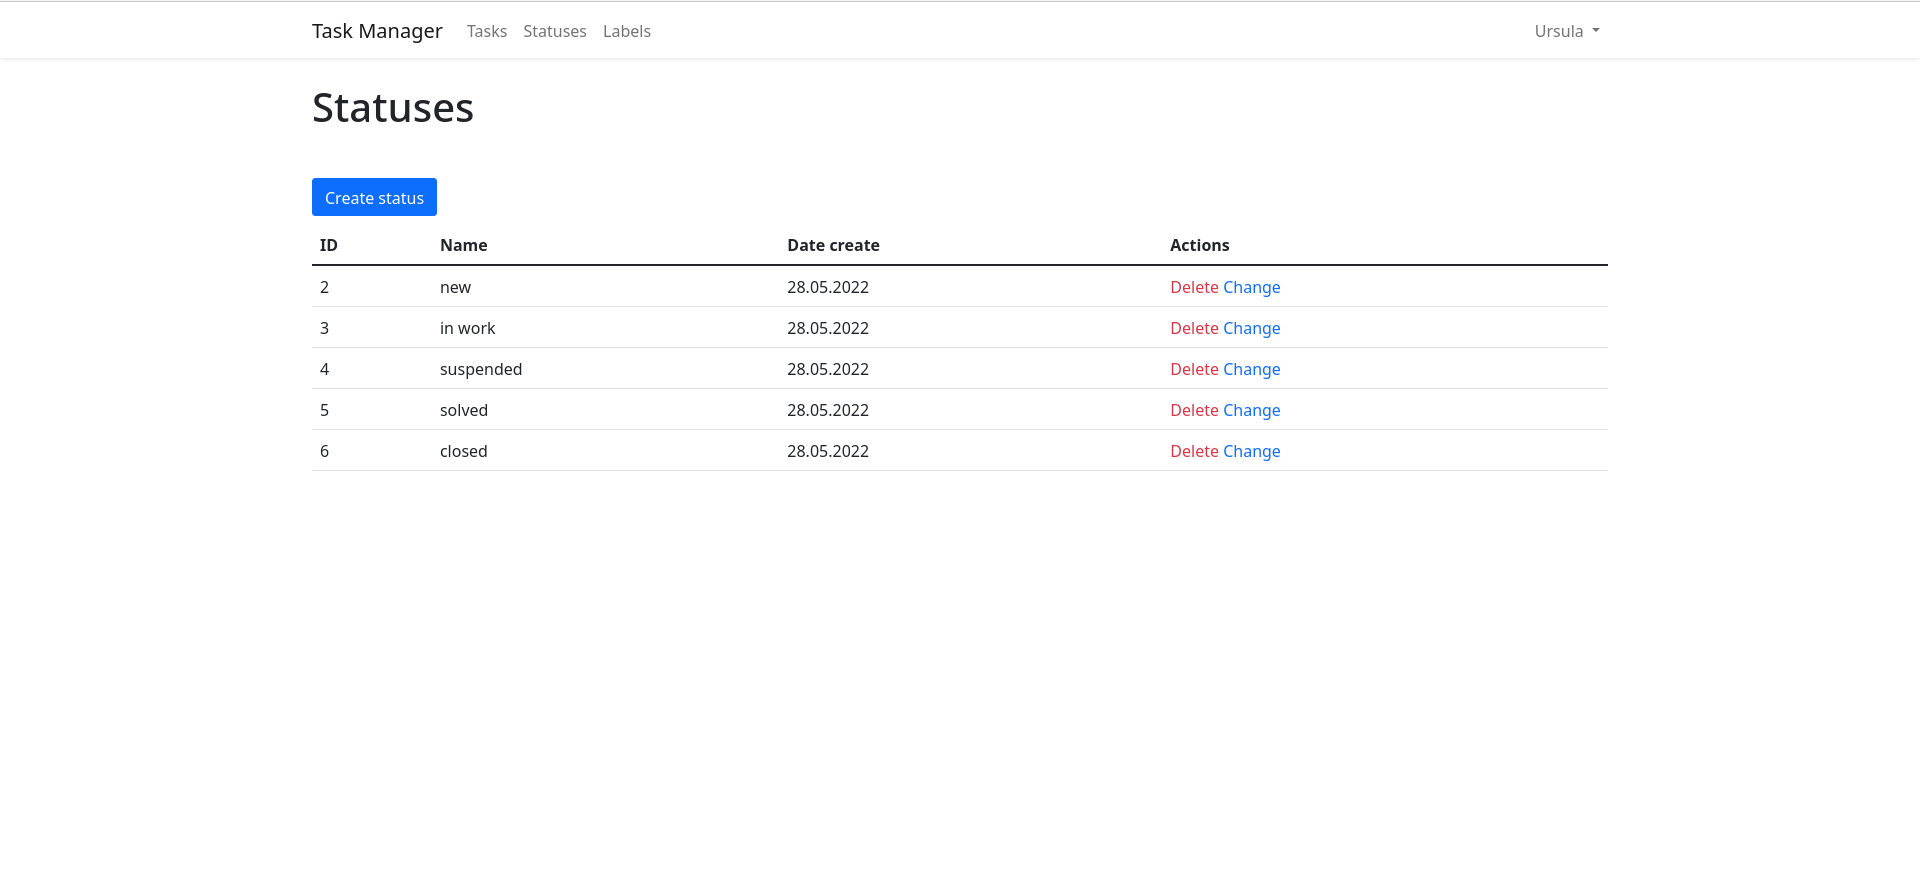 Task Manager Tasks Statuses Labels Ursula
Statuses
Create status
ID Name Date create Actions
2 new 28.05.2022 Delete Change
3 in work 28.05.2022 Delete Change
4 suspended 28.05.2022 Delete Change
5 solved 28.05.2022 Delete Change
6 closed 28.05.2022 Delete Change